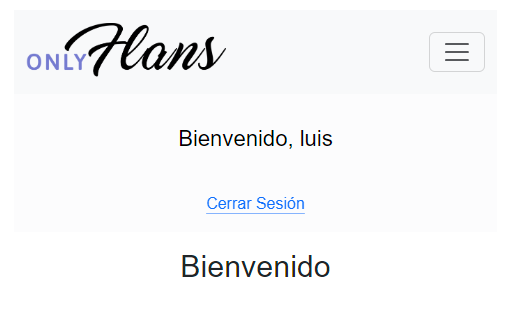 ONLY Flans
Bienvenido, luis
Cerrar Sesión
Bienvenido